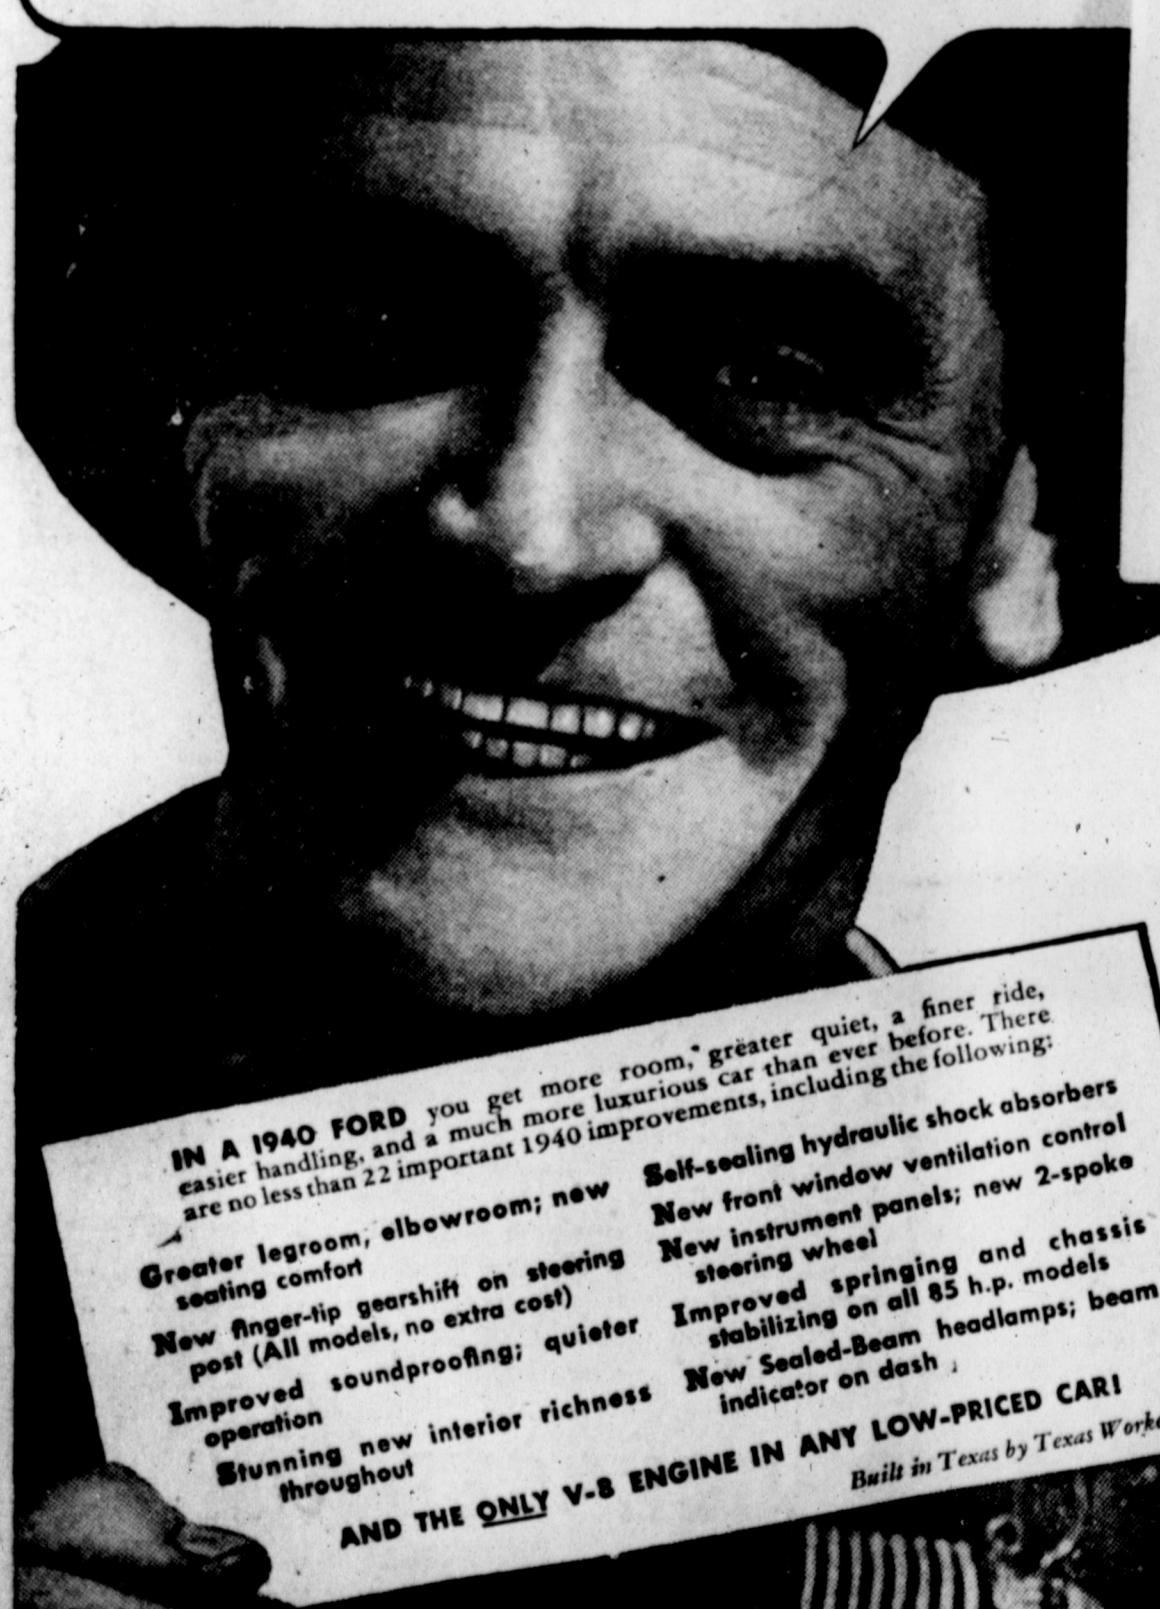 IN A 1940 FORD you get more room, greater quiet, a finer ride,
easier handling, and a much more luxurious car than ever before. There
are no less than 22 important 1940 improvements, including the following:
Greater legroom, elbowroom; new
seating comfort
New finger-tip gearshift on steering
post (All models, no extra cost)
Improved soundproofing; quieter
operation
Stunning new interior richness
throughout
Self-sealing hydraulic shock absorbers
New front window ventilation control
New instrument panels; new 2-spoke
steering wheel
Improved springing and chassis
stabilizing on all 85 h.p. models
New Sealed-Beam headlamps; beam
indicator on dash
AND THE ONLY V-8 ENGINE IN ANY LOW-PRICED CAR!
Built in Texas by Texas